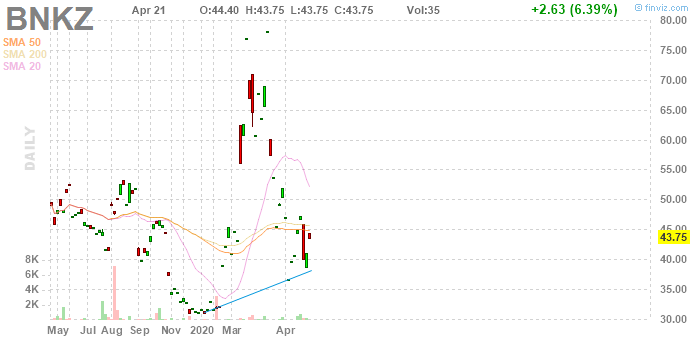 BNKZ Apr 21 O:44.40 H:43.75 L:43.75 C:43.75 Vol:35 +2.63 (6.39%) © finviz.com
SMA 50
SMA 200
SMA 20
DAILY
80.00
75.00
70.00
65.00
60.00
55.00
50.00
45.00
43.75
40.00
35.00
30.00
8K
6K
4K
2K
May Jul Aug Sep Nov 2020 Mar Apr